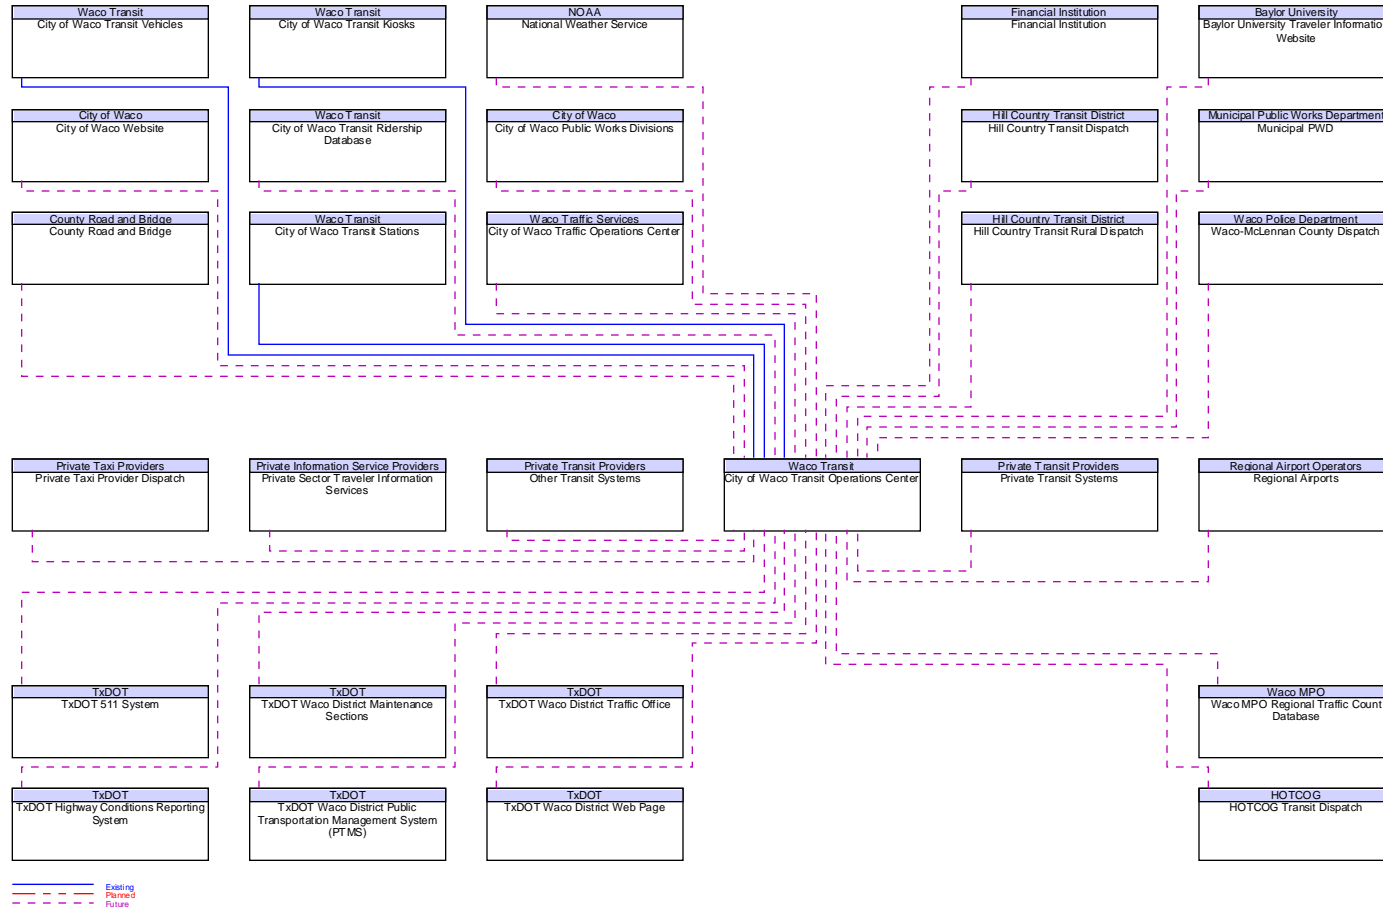 Waco Transit
City of Waco Transit Vehicles
Waco Transit
City of Waco Transit Kiosks
NOAA
National Weather Service
Financial Institution
Financial Institution
Baylor University
Baylor University Traveler Informatio
Website
City of Waco
City of Waco Website
Waco Transit
City of Waco Transit Ridership
Database
City of Waco
City of Waco Public Works Divisions
Hill Country Transit District
Hill Country Transit Dispatch
Municipal Public Works Department
Municipal PWD
County Road and Bridge
County Road and Bridge
Waco Transit
City of Waco Transit Stations
Waco Traffic Services
City of Waco Traffic Operations Center
Hill Country Transit District
Hill Country Transit Rural Dispatch
Waco Police Department
Waco-McLennan County Dispatch
Private Taxi Providers
Private Taxi Provider Dispatch
Private Information Service Providers
Private Sector Traveler Information
Services
Private Transit Providers
Other Transit Systems
Waco Transit
City of Waco Transit Operations Center
Private Transit Providers
Private Transit Systems
Regional Airport Operators
Regional Airports
TxDOT
TxDOT 511 System
TxDOT
TxDOT Waco District Maintenance
Sections
TxDOT
TxDOT Waco District Traffic Office
Waco MPO
Waco MPO Regional Traffic Count
Database
TxDOT
TxDOT Highway Conditions Reporting
System
TxDOT
TxDOT Waco District Public
Transportation Management System
(PTMS)
TxDOT
TxDOT Waco District Web Page
HOTCOG
HOTCOG Transit Dispatch
Existing
Planned
Future